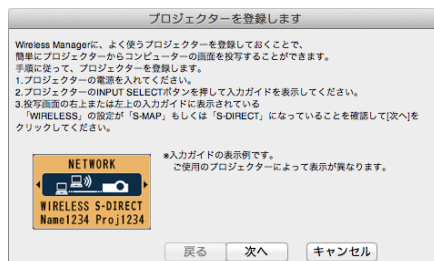 プロジェクターを登録します
Wireless Managerに、よく使うプロジェクターを登録しておくことで、
簡単にプロジェクターからコンピューターの画面を投写することができます。
手順に従って、プロジェクターを登録します。
1.プロジェクターの電源を入れてください。
2.プロジェクターのINPUT SELECTボタンを押して入力ガイドを表示してください。
3.投写画面の右上または左上の入力ガイドに表示されている
「WIRELESS」の設定が「S-MAP」もしくは「S-DIRECT」になっていることを確認して[次へ]を
クリックしてください。
※入力ガイドの表示例です。
ご使用のプロジェクターによって表示が異なります。
NETWORK
WIRELESS S-DIRECT
Name1234 Proj1234
戻る 次へ キャンセル